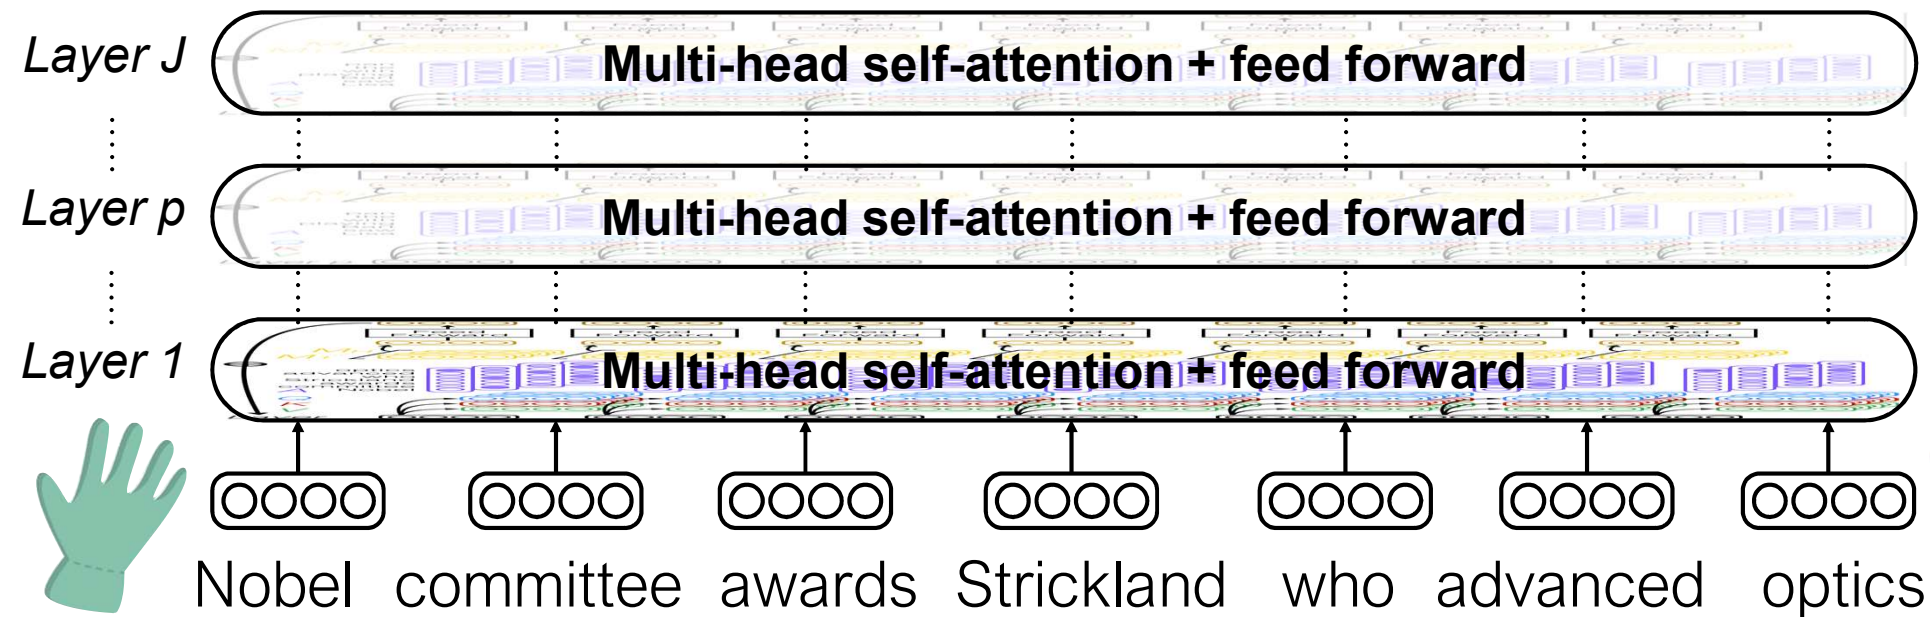 Layer J
Multi-head self-attention + feed forward
Layer p
Multi-head self-attention + feed forward
Layer 1
Multi-head self-attention + feed forward
Nobel committee awards Strickland who advanced optics